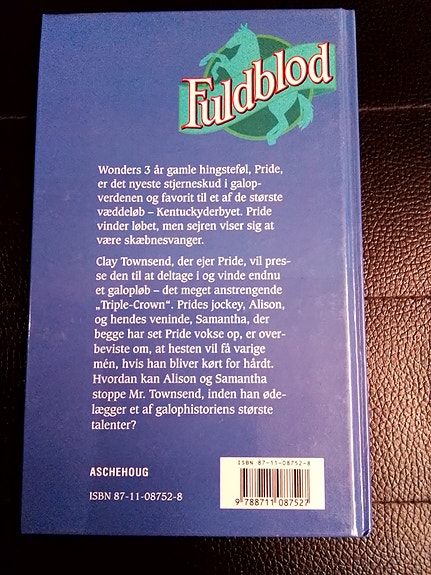 Fuldblod
Wonders 3 år gamle hingsteføl, Pride,
er det nyeste stjerneskud i galop-
verdenen og favorit til et af de største
væddeløb – Kentuckyderbyet. Pride
vinder løbet, men sejren viser sig at
være skæbnesvanger.
Clay Townsend, der ejer Pride, vil pres-
se den til at deltage i og vinde endnu
et galopløb – det meget anstrengende
„Triple-Crown“. Prides jockey, Alison,
og hendes veninde, Samantha, der
begge har set Pride vokse op, er over-
beviste om, at hesten vil få varige
mén, hvis han bliver kørt for hårdt.
Hvordan kan Alison og Samantha
stoppe Mr. Townsend, inden han øde-
lægger et af galophistoriens største
talenter?
ASCHEHOUG
ISBN 87-11-08752-8
ISBN 87-11-08752-8
9 788711 087527